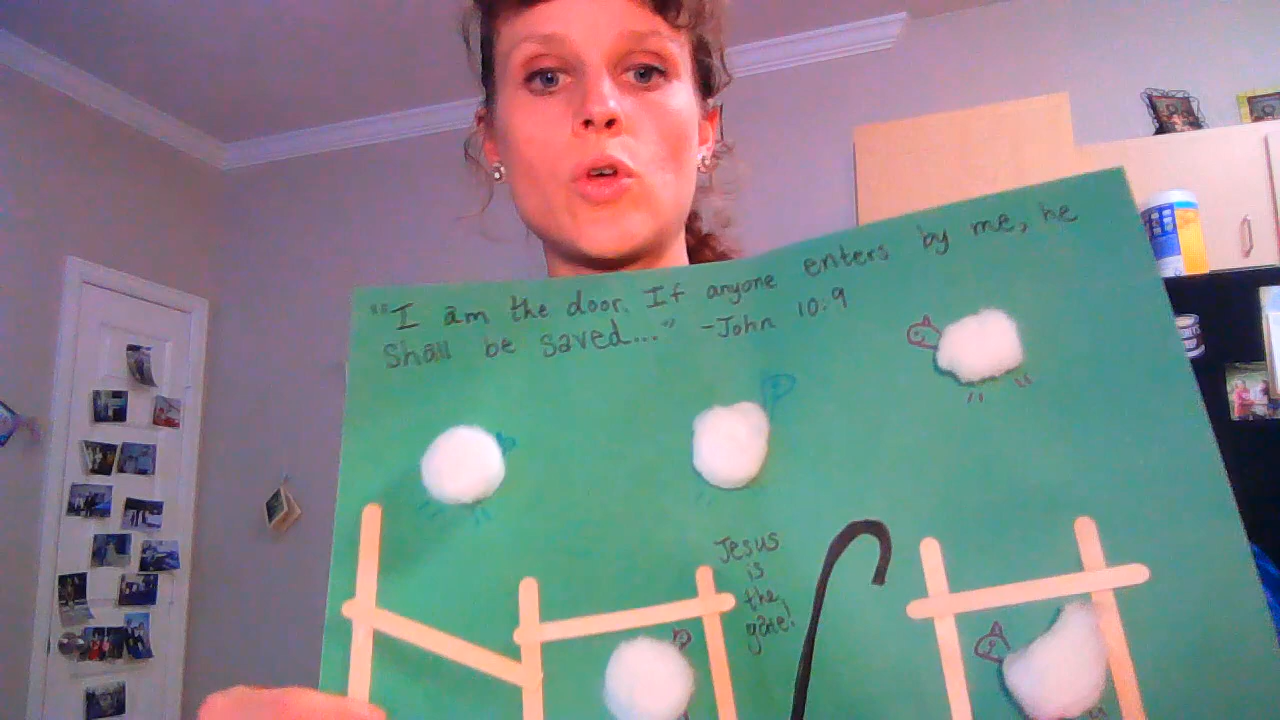 ""I am the door. If anyone enters by me, he
shall be saved..." -John 10:9
Jesus
is
the
gate!